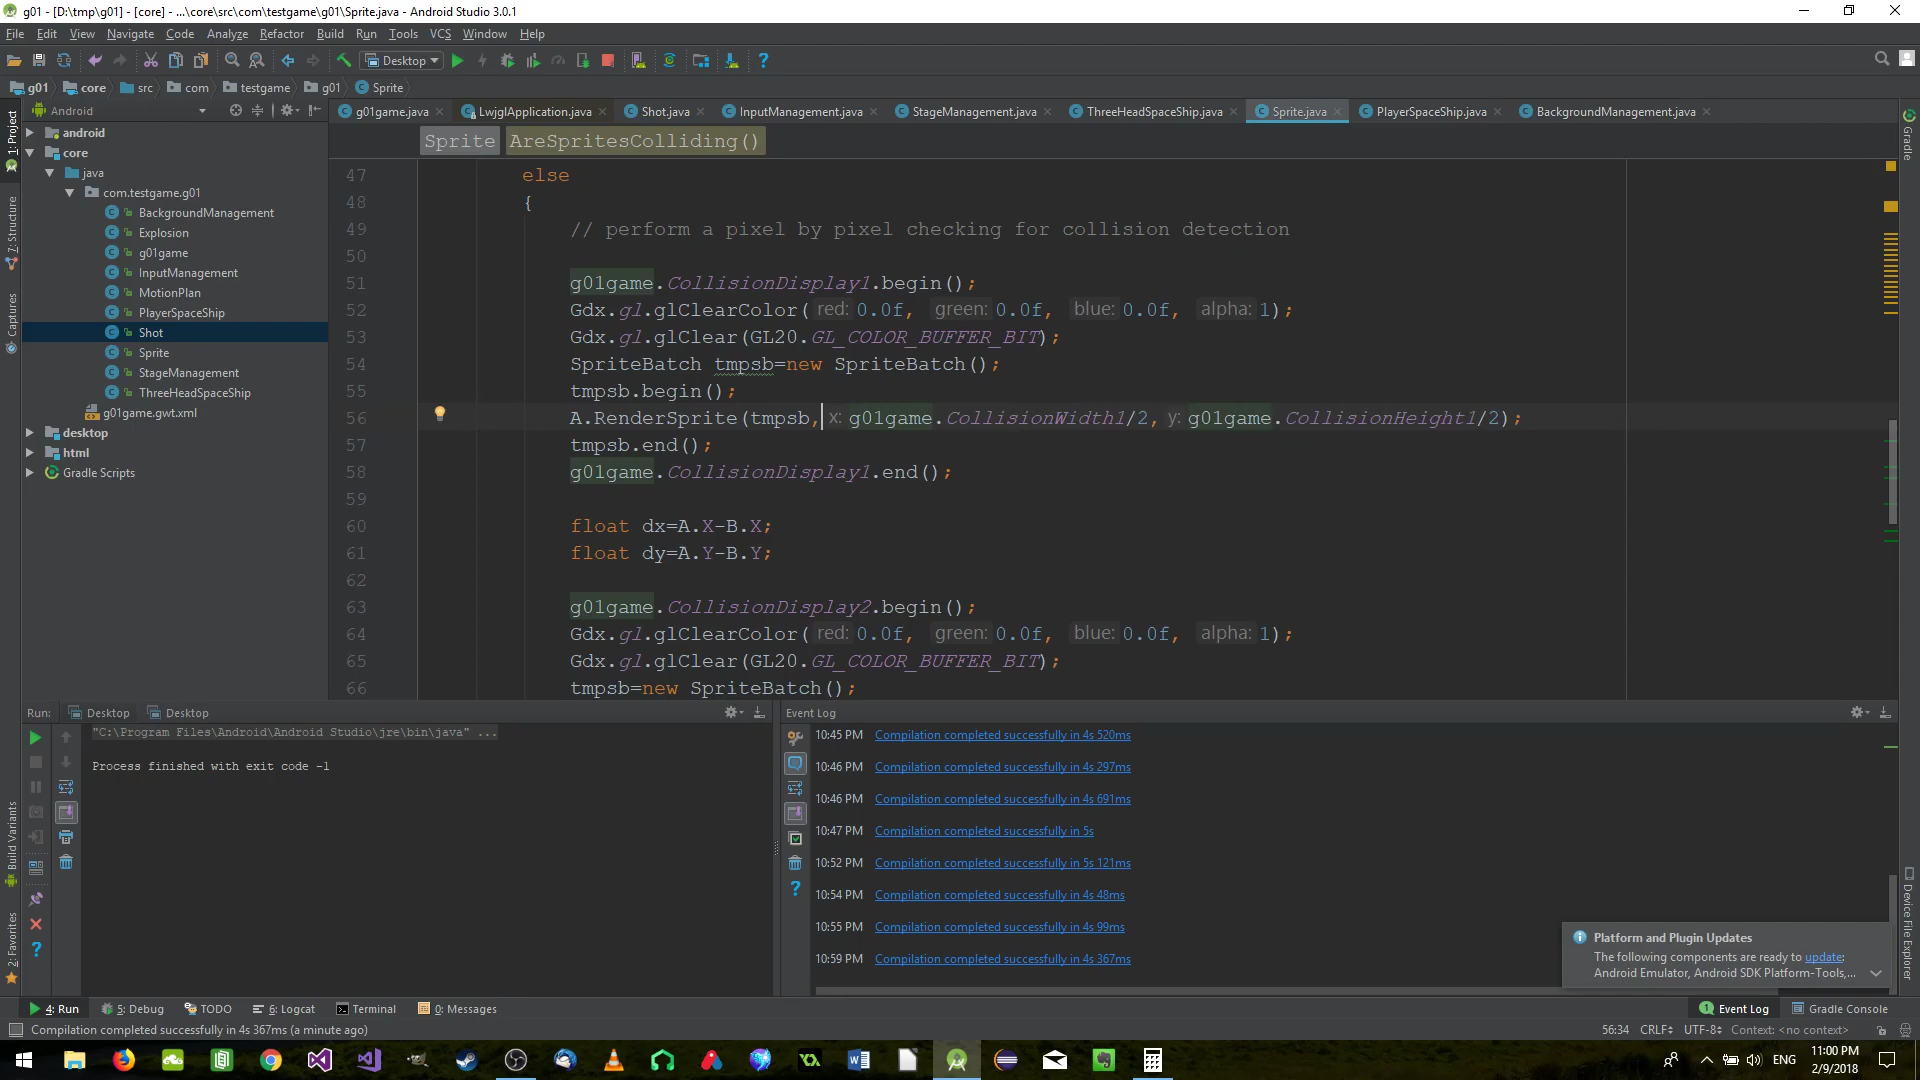 g01 - [D:\tmp\g01] - [core] - ...\core\src\com\testgame\g01\Sprite.java - Android Studio 3.0.1
File Edit View Navigate Code Analyze Refactor Build Run Tools VCS Window Help
Desktop
g01 core src com testgame g01 Sprite
Android
g01game.java LwjglApplication.java Shot.java InputManagement.java StageManagement.java ThreeHeadSpaceShip.java Sprite.java PlayerSpaceShip.java BackgroundManagement.java
Sprite AreSpritesColliding()
1: Project
7: Structure
Captures
Build Variants
2: Favorites
Gradle
Device File Explorer
android
core
java
com.testgame.g01
BackgroundManagement
Explosion
g01game
InputManagement
MotionPlan
PlayerSpaceShip
Shot
Sprite
StageManagement
ThreeHeadSpaceShip
g01game.gwt.xml
desktop
html
Gradle Scripts
47 else
48 {
49 // perform a pixel by pixel checking for collision detection
50
51 g01game.CollisionDisplay1.begin();
52 Gdx.gl.glClearColor( red: 0.0f, green: 0.0f, blue: 0.0f, alpha: 1);
53 Gdx.gl.glClear(GL20.GL_COLOR_BUFFER_BIT);
54 SpriteBatch tmpsb=new SpriteBatch();
55 tmpsb.begin();
56 A.RenderSprite(tmpsb, x: g01game.CollisionWidth1/2, y: g01game.CollisionHeight1/2);
57 tmpsb.end();
58 g01game.CollisionDisplay1.end();
59
60 float dx=A.X-B.X;
61 float dy=A.Y-B.Y;
62
63 g01game.CollisionDisplay2.begin();
64 Gdx.gl.glClearColor( red: 0.0f, green: 0.0f, blue: 0.0f, alpha: 1);
65 Gdx.gl.glClear(GL20.GL_COLOR_BUFFER_BIT);
66 tmpsb=new SpriteBatch();
Run: Desktop Desktop
"C:\Program Files\Android\Android Studio\jre\bin\java" ...
Process finished with exit code -1
Event Log
10:45 PM Compilation completed successfully in 4s 520ms
10:46 PM Compilation completed successfully in 4s 297ms
10:46 PM Compilation completed successfully in 4s 691ms
10:47 PM Compilation completed successfully in 5s
10:52 PM Compilation completed successfully in 5s 121ms
10:54 PM Compilation completed successfully in 4s 48ms
10:55 PM Compilation completed successfully in 4s 99ms
10:59 PM Compilation completed successfully in 4s 367ms
Platform and Plugin Updates
The following components are ready to update:
Android Emulator, Android SDK Platform-Tools,...
4: Run 5: Debug TODO 6: Logcat Terminal 0: Messages 1 Event Log Gradle Console
Compilation completed successfully in 4s 367ms (a minute ago) 56:34 CRLF UTF-8 Context: <no context>
ENG
11:00 PM
2/9/2018